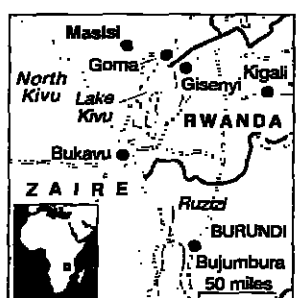 Masisi
Goma
North
Kivu
Lake
Kivu
Gisenyi
Kigali
RWANDA
Bukavu
ZAIRE
Ruzizi
BURUNDI
Bujumbura
50 miles